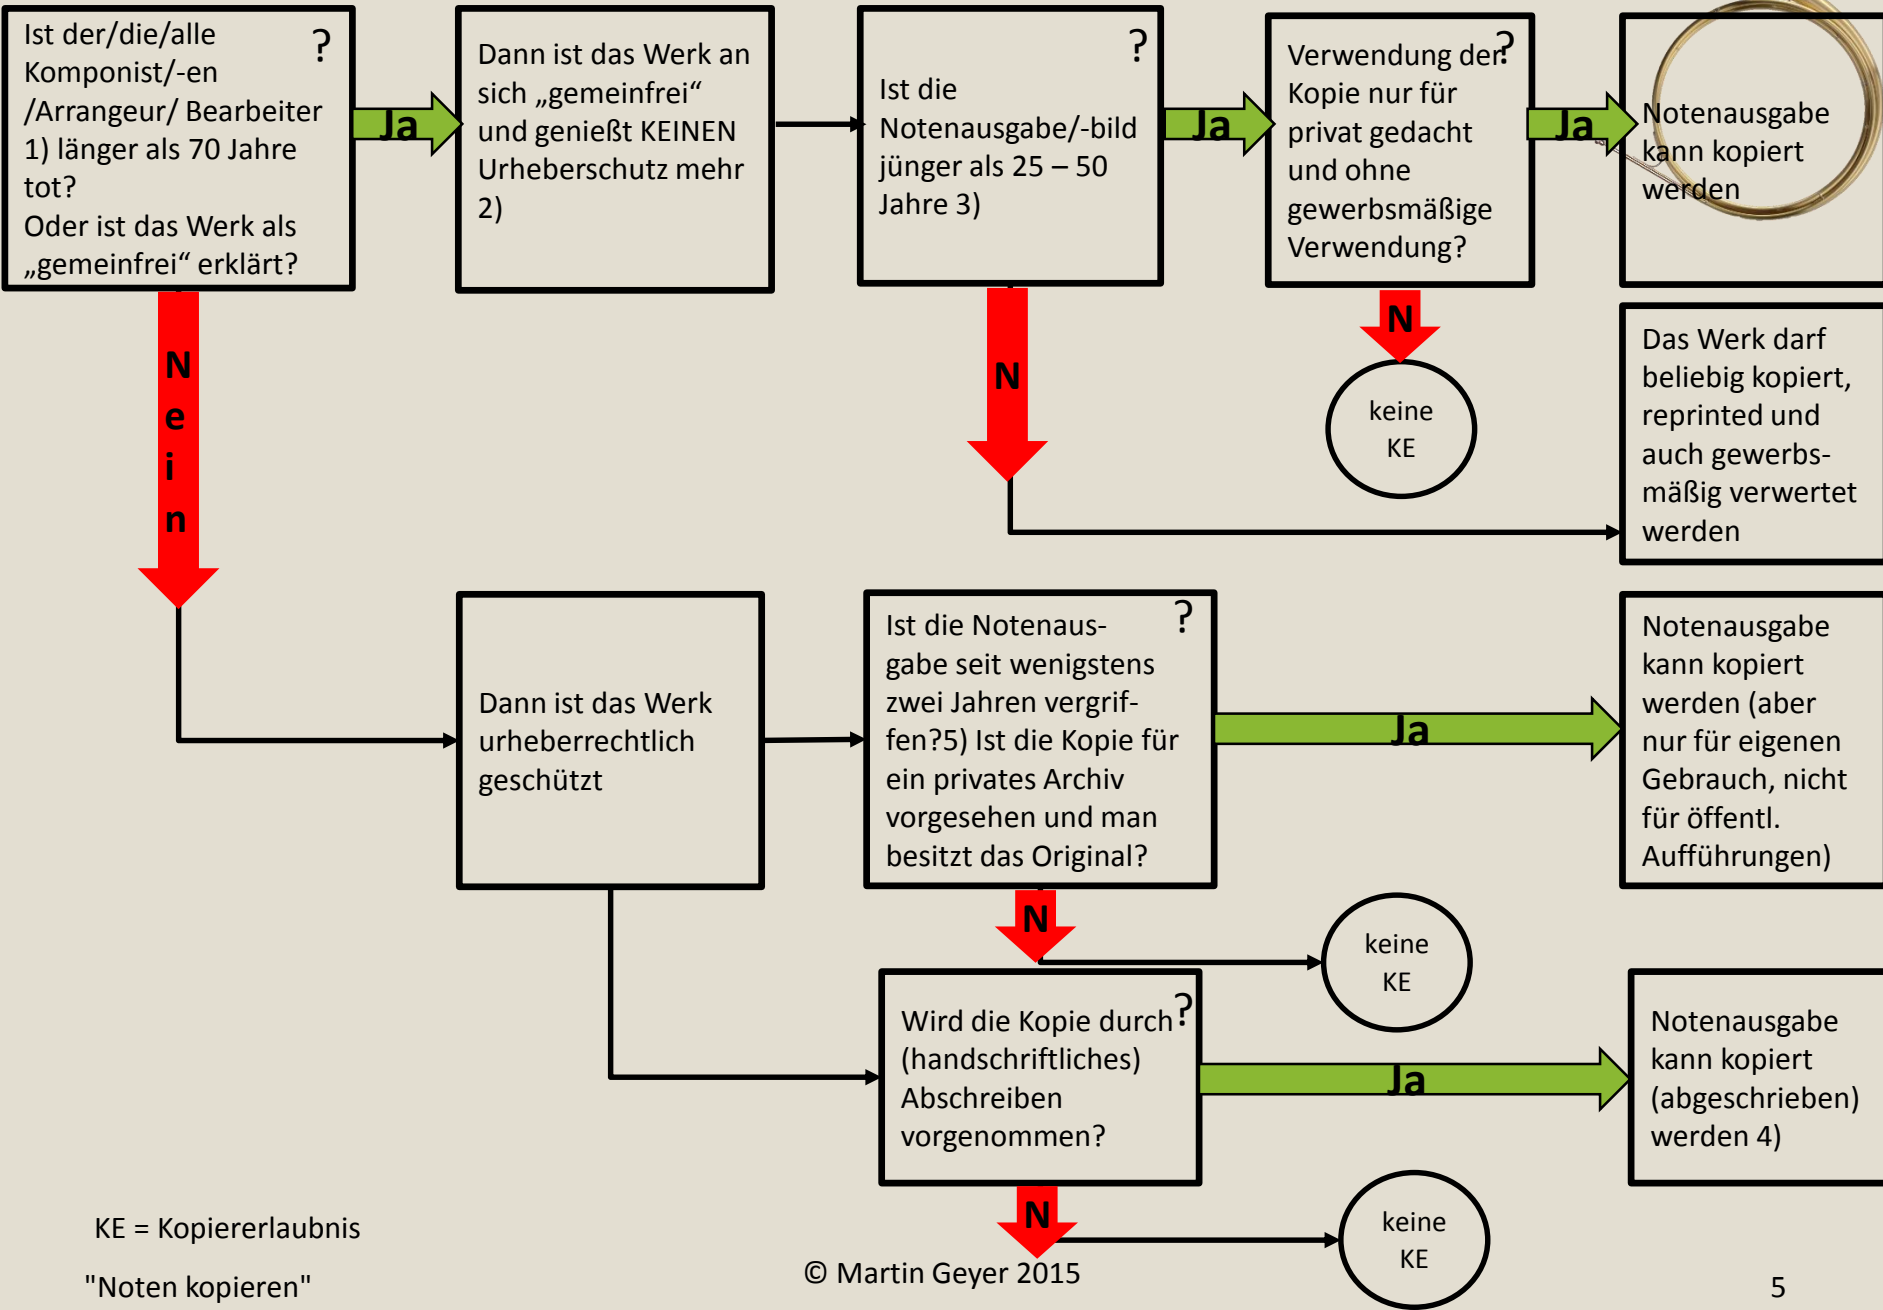 Ist der/die/alle
Komponist/-en
/Arrangeur/ Bearbeiter
1) länger als 70 Jahre
tot?
Oder ist das Werk als
„gemeinfrei“ erklärt?
?
Ja
Dann ist das Werk an
sich „gemeinfrei“
und genießt KEINEN
Urheberschutz mehr
2)
?
Ist die
Notenausgabe/-bild
jünger als 25 – 50
Jahre 3)
Ja
?
Verwendung der
Kopie nur für
privat gedacht
und ohne
gewerbsmäßige
Verwendung?
Ja
Notenausgabe
kann kopiert
werden
N
e
i
n
N
N
keine
KE
Das Werk darf
beliebig kopiert,
reprinted und
auch gewerbs-
mäßig verwertet
werden
Dann ist das Werk
urheberrechtlich
geschützt
?
Ist die Notenaus-
gabe seit wenigstens
zwei Jahren vergrif-
fen?5) Ist die Kopie für
ein privates Archiv
vorgesehen und man
besitzt das Original?
Ja
Notenausgabe
kann kopiert
werden (aber
nur für eigenen
Gebrauch, nicht
für öffentl.
Aufführungen)
N
keine
KE
?
Wird die Kopie durch
(handschriftliches)
Abschreiben
vorgenommen?
Ja
Notenausgabe
kann kopiert
(abgeschrieben)
werden 4)
N
keine
KE
KE = Kopiererlaubnis
"Noten kopieren"
© Martin Geyer 2015
5